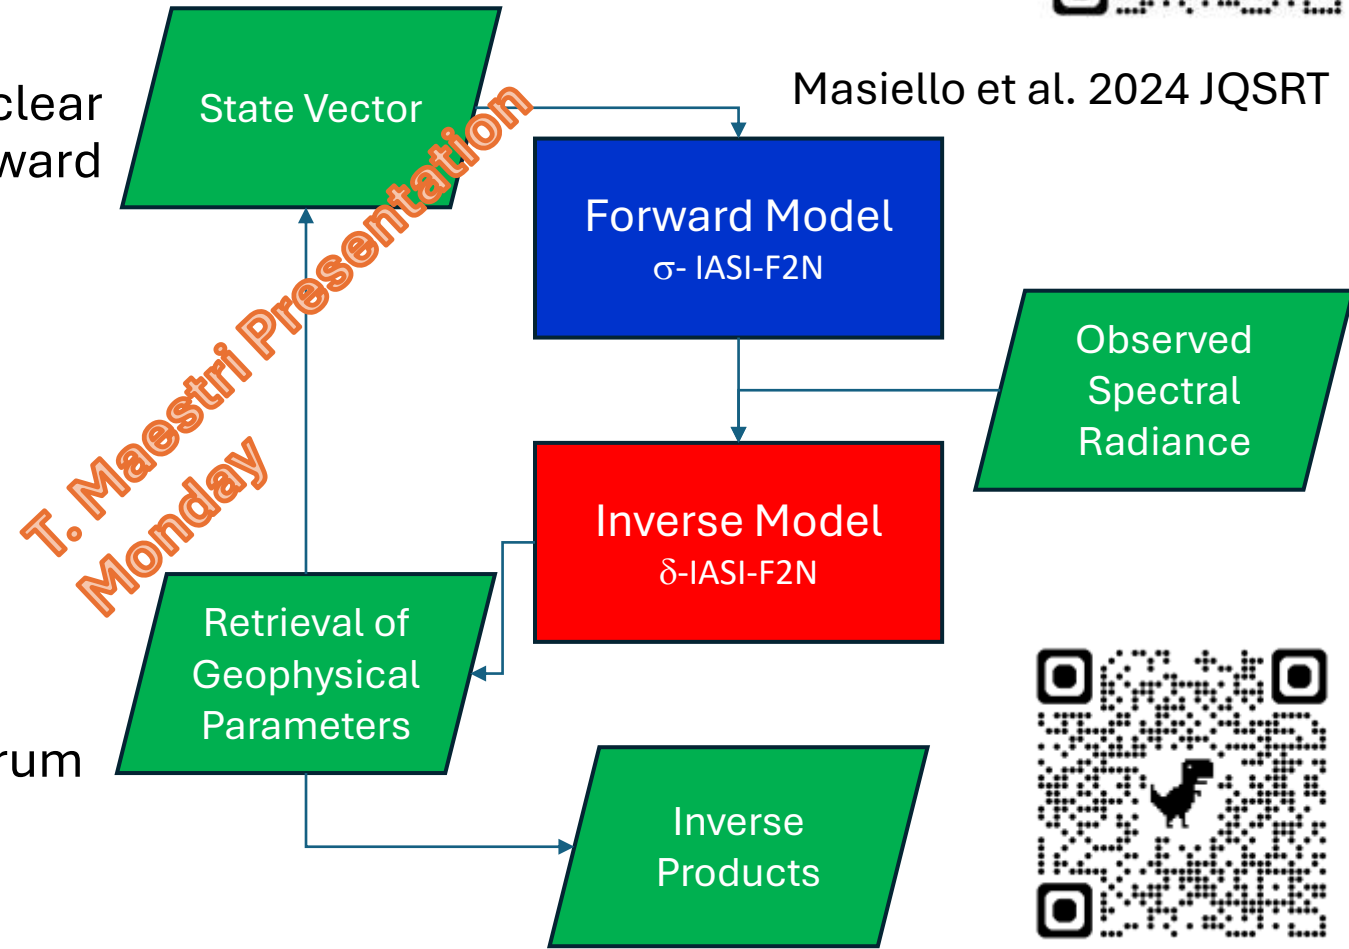 clear
ward
State Vector
Masiello et al. 2024 JQSRT
Forward Model
σ- IASI-F2N
Observed
Spectral
Radiance
T. Maestri Presentation
Monday
Inverse Model
δ-IASI-F2N
Retrieval of
Geophysical
Parameters
rum
Inverse
Products